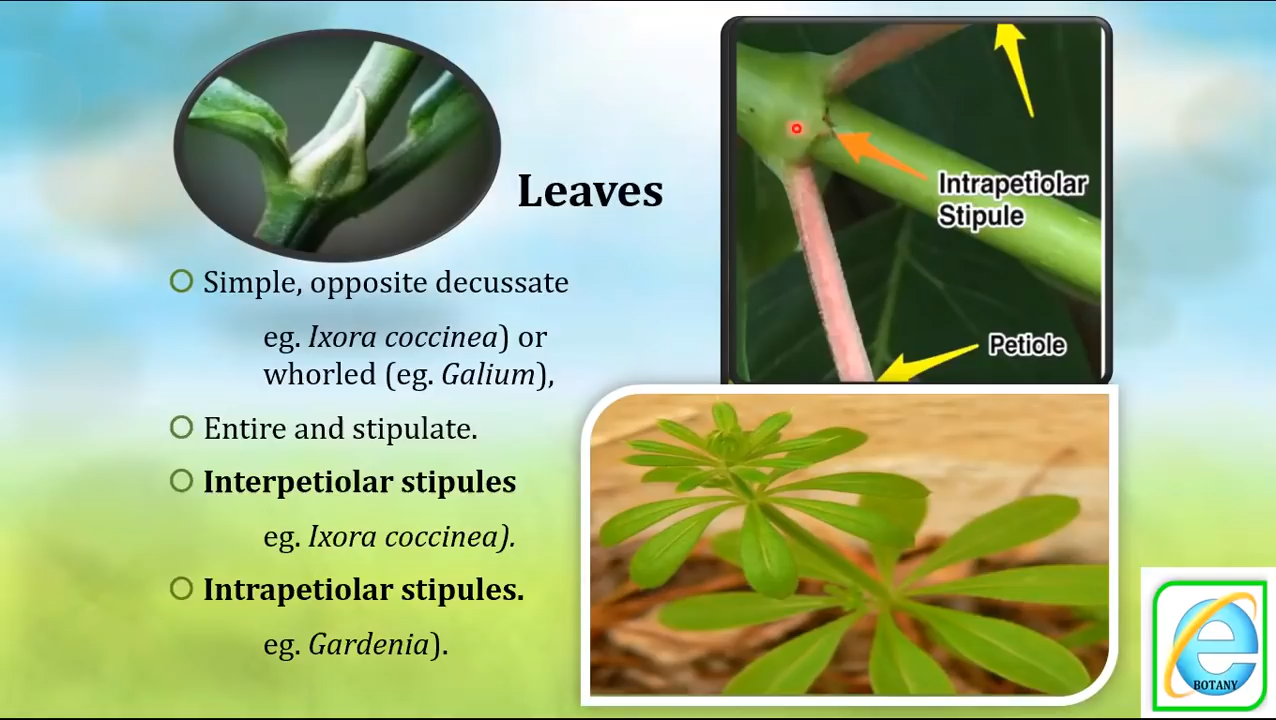 Leaves
Simple, opposite decussate
eg. Ixora coccinea) or
whorled (eg. Galium),
Entire and stipulate.
Interpetiolar stipules
eg. Ixora coccinea).
Intrapetiolar stipules.
eg. Gardenia).
Intrapetiolar
Stipule
Petiole
e
BOTANY